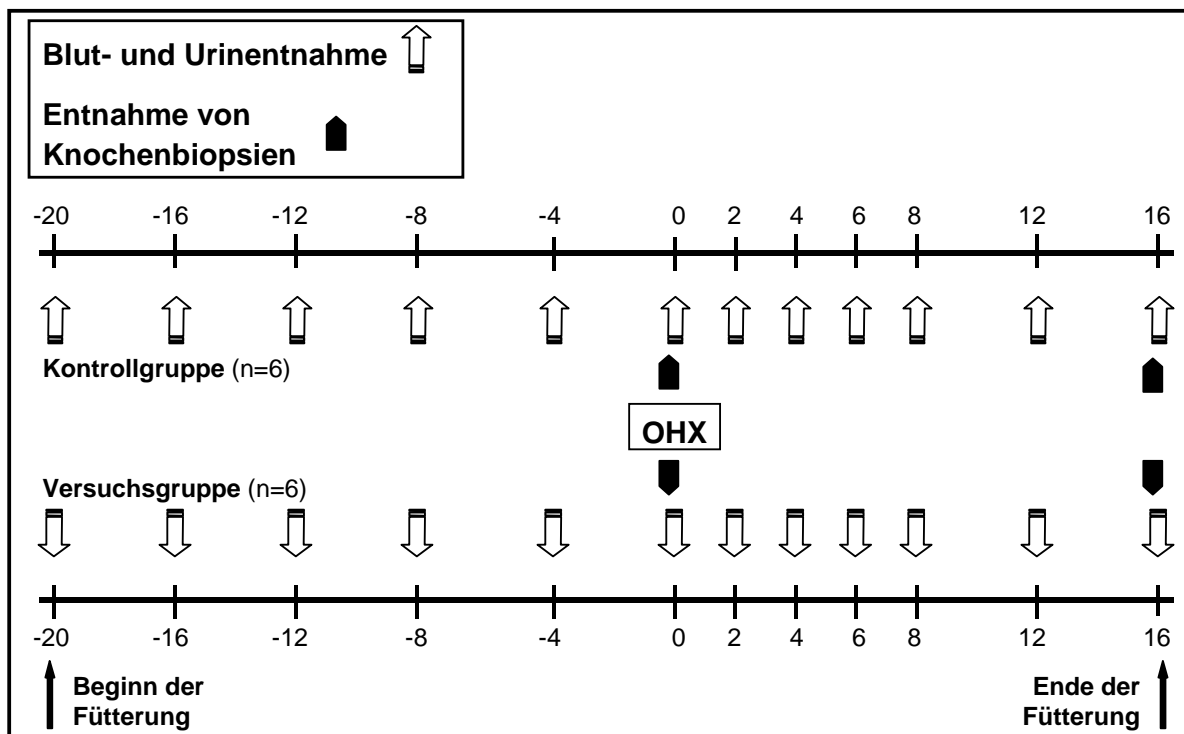 Blut- und Urinentnahme
Entnahme von
Knochenbiopsien
-20 -16 -12 -8 -4 0 2 4 6 8 12 16
Kontrollgruppe (n=6)
OHX
Versuchsgruppe (n=6)
-20 -16 -12 -8 -4 0 2 4 6 8 12 16
Beginn der
Fütterung
Ende der
Fütterung